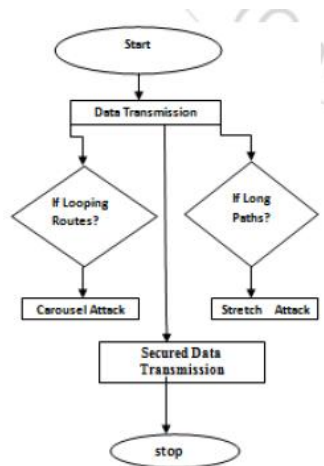 Start
Data Transmission
If Looping
Routes?
If Long
Paths?
Carousel Attack
Stretch Attack
Secured Data
Transmission
stop